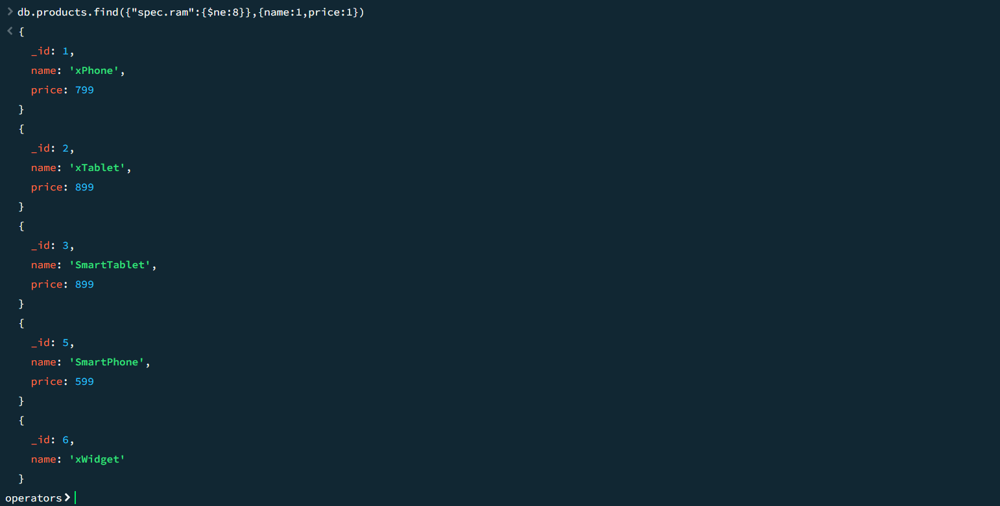 > db.products.find({"spec.ram":{$ne:8}},{name:1,price:1})
< {
_id: 1,
name: 'xPhone',
price: 799
}
{
_id: 2,
name: 'xTablet',
price: 899
}
{
_id: 3,
name: 'SmartTablet',
price: 899
}
{
_id: 5,
name: 'SmartPhone',
price: 599
}
{
_id: 6,
name: 'xWidget'
}
operators>